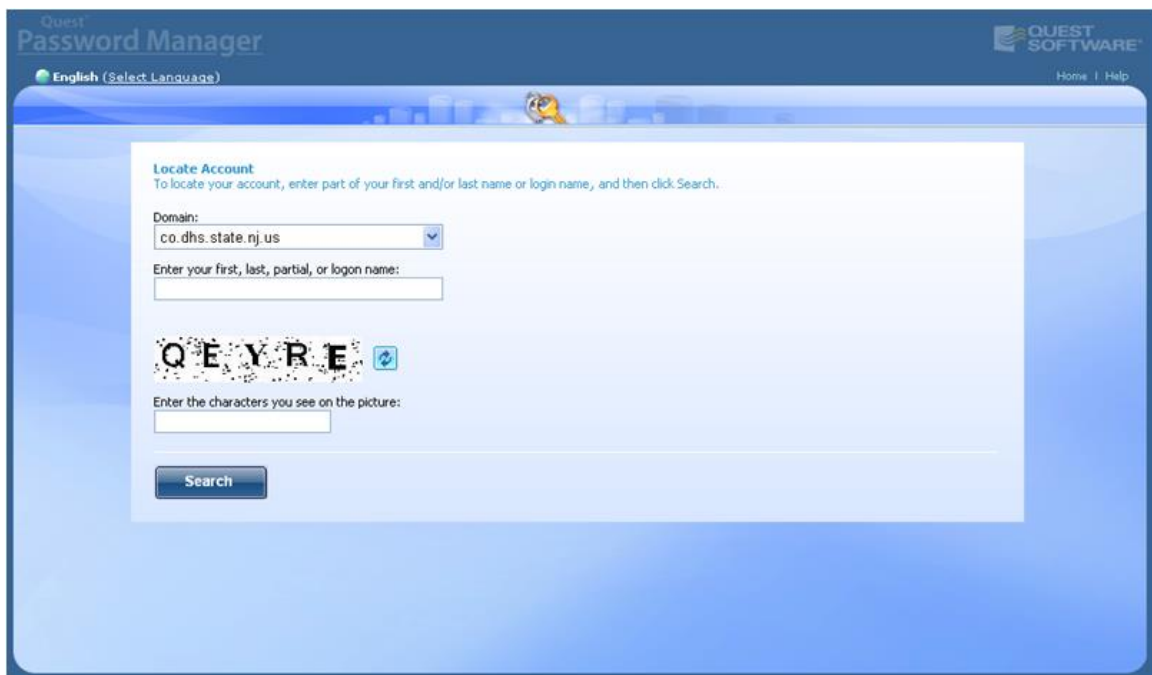 Quest
Password Manager
QUEST
SOFTWARE
English (Select Language)
Home | Help
Locate Account
To locate your account, enter part of your first and/or last name or login name, and then click Search.
Domain:
co.dhs.state.nj.us
Enter your first, last, partial, or logon name:
Q E Y R E
Enter the characters you see on the picture:
Search